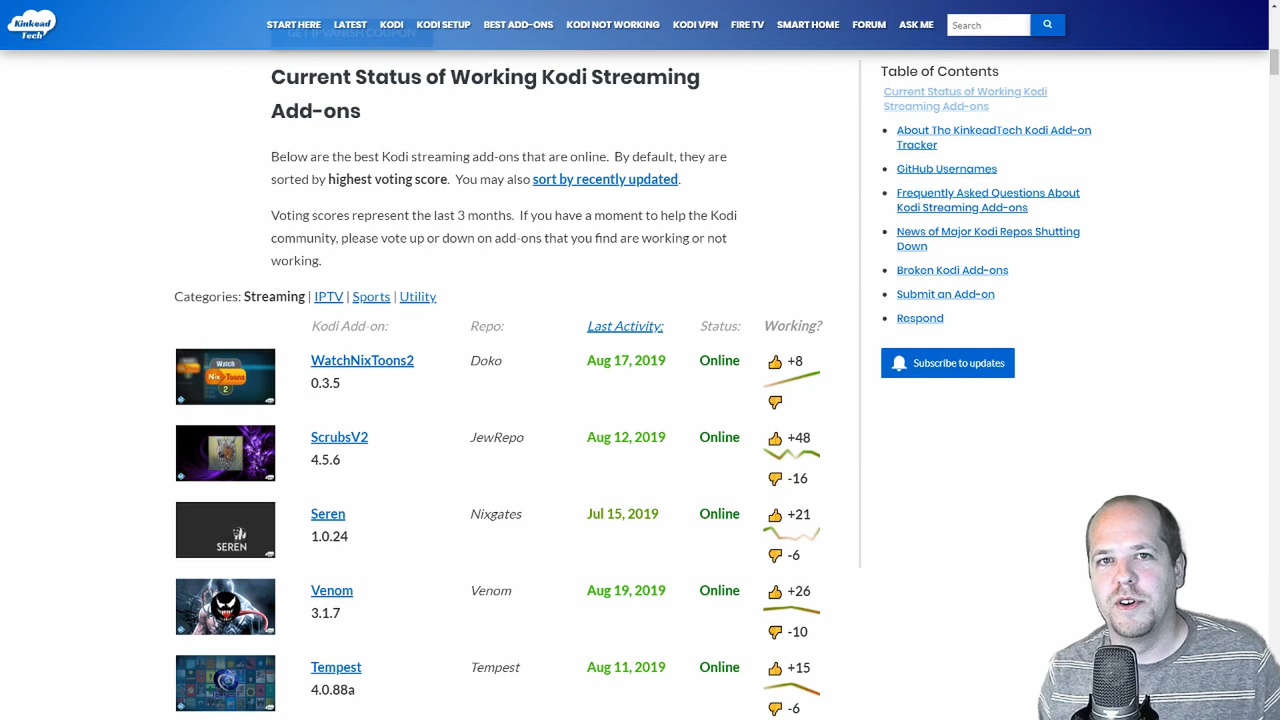 Kinkead
Tech
START HERE LATEST KODI KODI SETUP BEST ADD-ONS KODI NOT WORKING KODI VPN FIRE TV SMART HOME FORUM ASK ME Search
GET IPVANISH COUPON
Current Status of Working Kodi Streaming
Add-ons
Below are the best Kodi streaming add-ons that are online. By default, they are
sorted by highest voting score. You may also sort by recently updated.
Voting scores represent the last 3 months. If you have a moment to help the Kodi
community, please vote up or down on add-ons that you find are working or not
working.
Categories: Streaming | IPTV | Sports | Utility
Kodi Add-on: Repo: Last Activity: Status: Working?
Watch
NixToons
2
WatchNixToons2 Doko Aug 17, 2019 Online +8
0.3.5
ScrubsV2 JewRepo Aug 12, 2019 Online +48
4.5.6
-16
SEREN
Seren Nixgates Jul 15, 2019 Online +21
1.0.24
-6
Venom Venom Aug 19, 2019 Online +26
3.1.7
-10
Tempest Tempest Aug 11, 2019 Online +15
4.0.88a
-6
Table of Contents
Current Status of Working Kodi
Streaming Add-ons
About The KinkeadTech Kodi Add-on
Tracker
GitHub Usernames
Frequently Asked Questions About
Kodi Streaming Add-ons
News of Major Kodi Repos Shutting
Down
Broken Kodi Add-ons
Submit an Add-on
Respond
Subscribe to updates